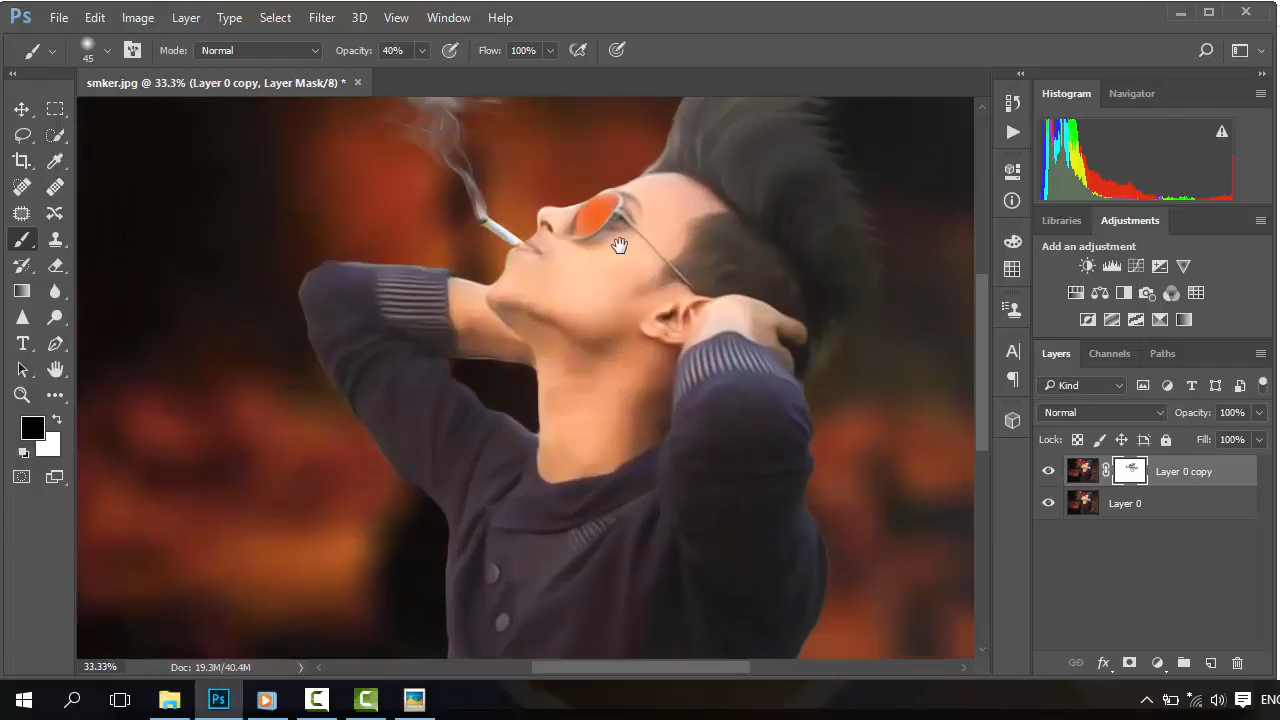 Ps File Edit Image Layer Type Select Filter 3D View Window Help
45 Mode: Normal Opacity: 40% Flow: 100%
smker.jpg @ 33.3% (Layer 0 copy, Layer Mask/8) *
Histogram Navigator
Libraries Adjustments
Add an adjustment
Layers Channels Paths
Kind
Normal Opacity: 100%
Lock: Fill: 100%
Layer 0 copy
Layer 0
33.33% Doc: 19.3M/40.4M
Ps ENG